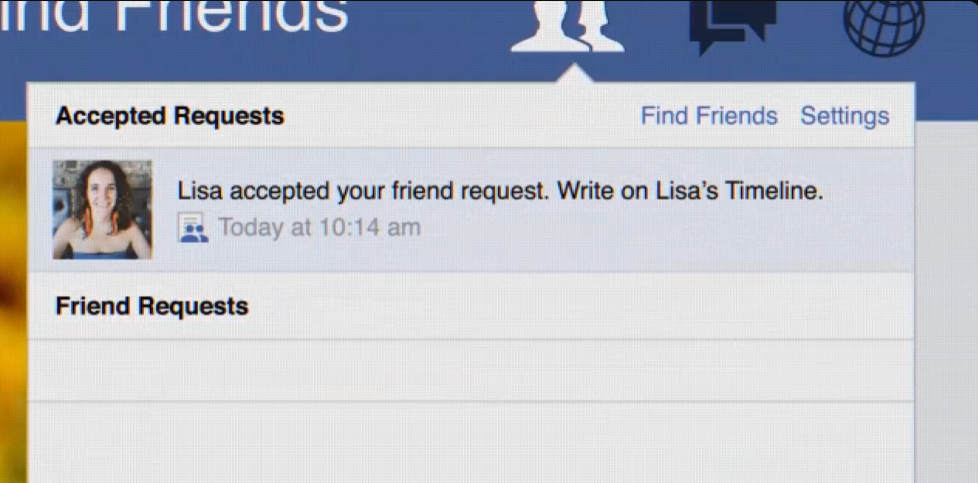 ind Friends
Accepted Requests
Find Friends Settings
Lisa accepted your friend request. Write on Lisa’s Timeline.
Today at 10:14 am
Friend Requests